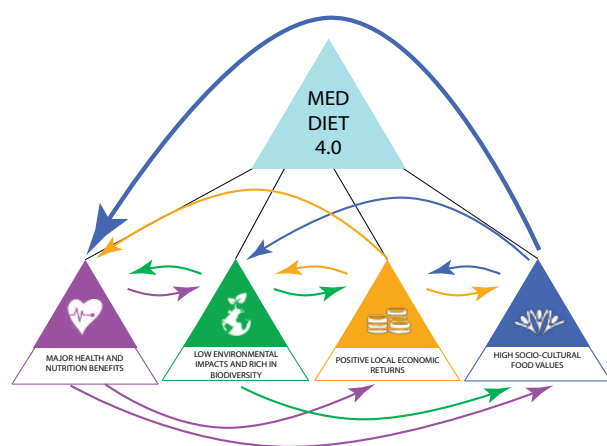 MED
DIET
4.0
MAJOR HEALTH AND
NUTRITION BENEFITS
LOW ENVIRONMENTAL
IMPACTS AND RICH IN
BIODIVERSITY
POSITIVE LOCAL ECONOMIC
RETURNS
HIGH SOCIO-CULTURAL
FOOD VALUES